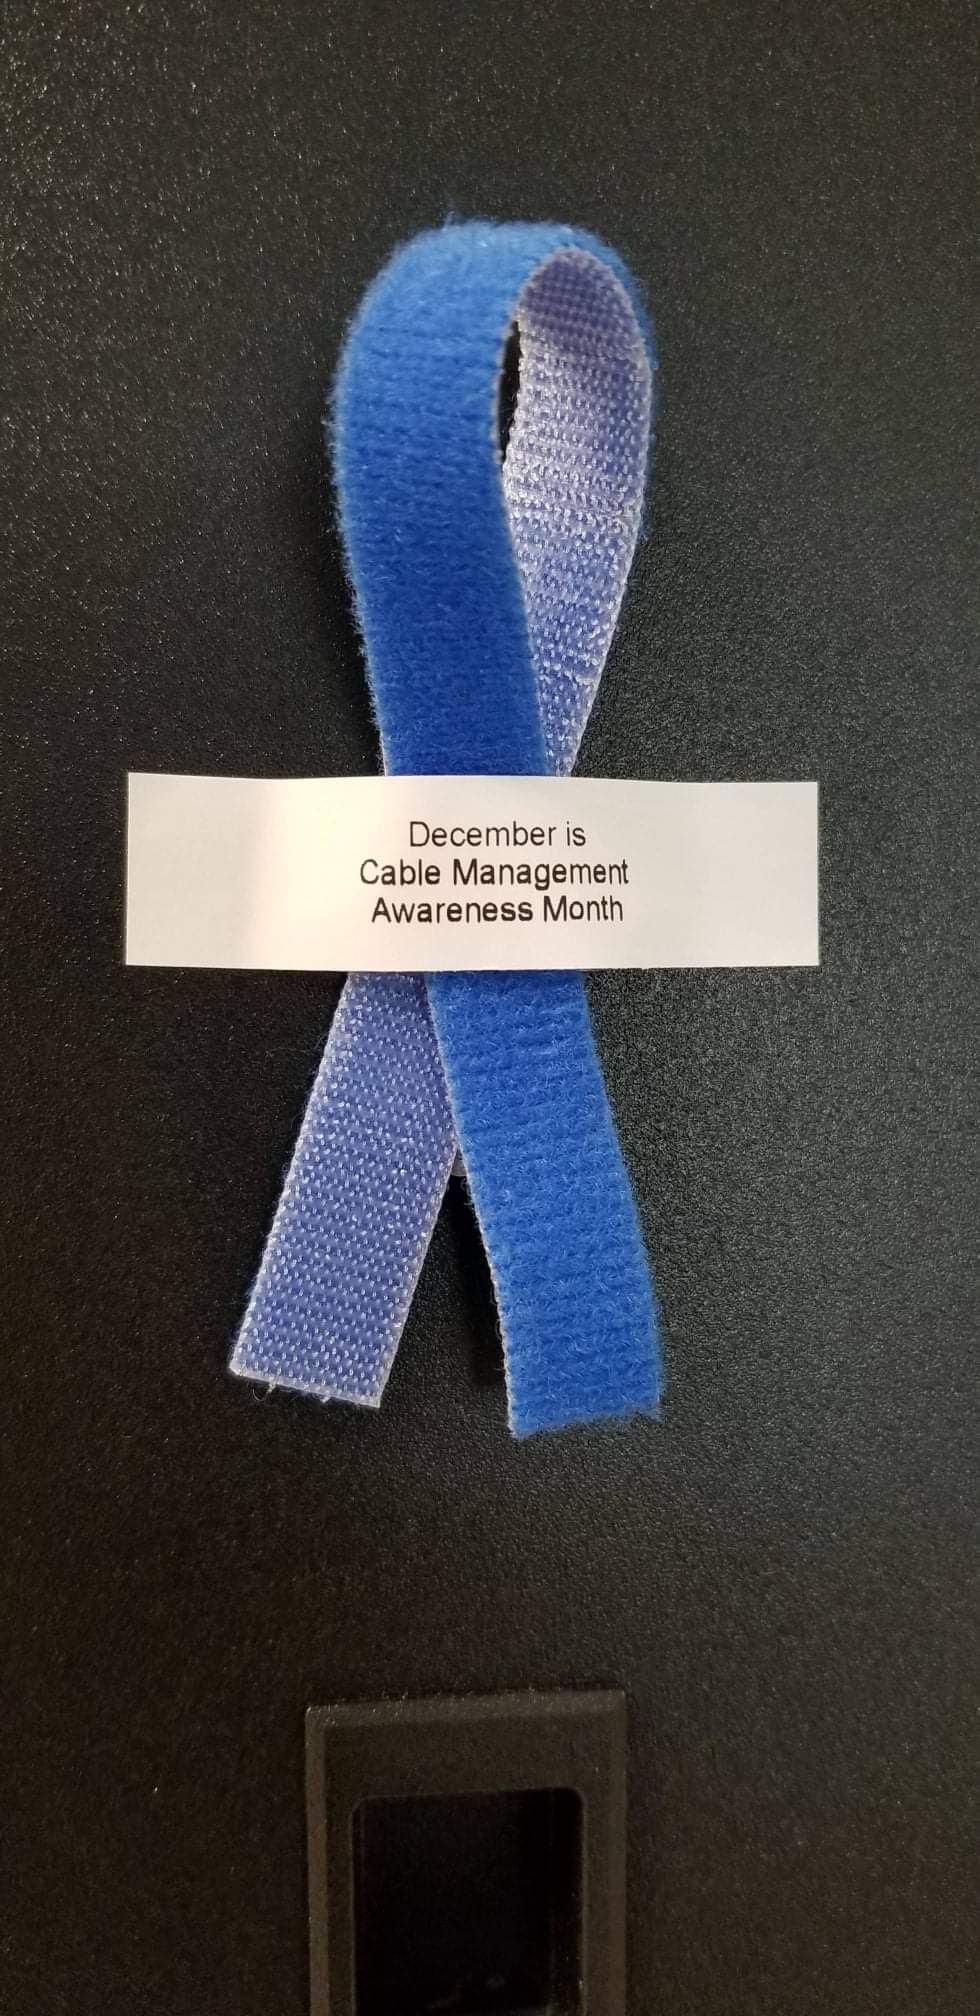 December is
Cable Management
Awareness Month